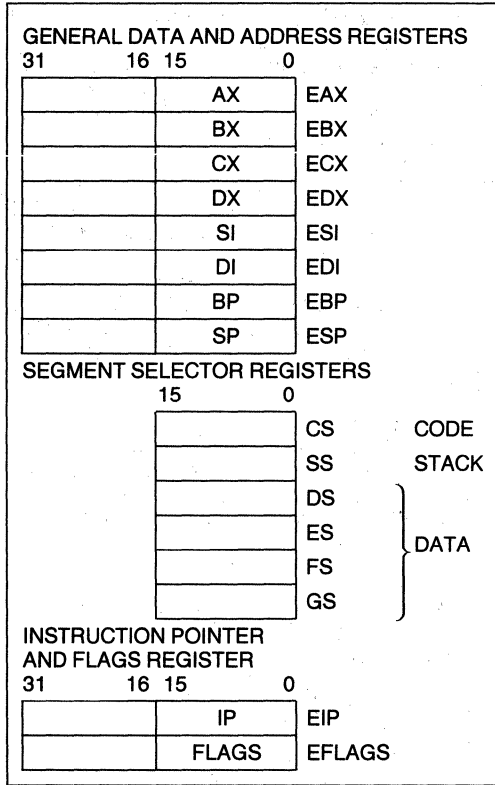 GENERAL DATA AND ADDRESS REGISTERS
31 16 15 0
AX EAX
BX EBX
CX ECX
DX EDX
SI ESI
DI EDI
BP EBP
SP ESP
SEGMENT SELECTOR REGISTERS
15 0
CS CODE
SS STACK
DS
ES
DATA
FS
GS
INSTRUCTION POINTER
AND FLAGS REGISTER
31 16 15 0
IP EIP
FLAGS EFLAGS